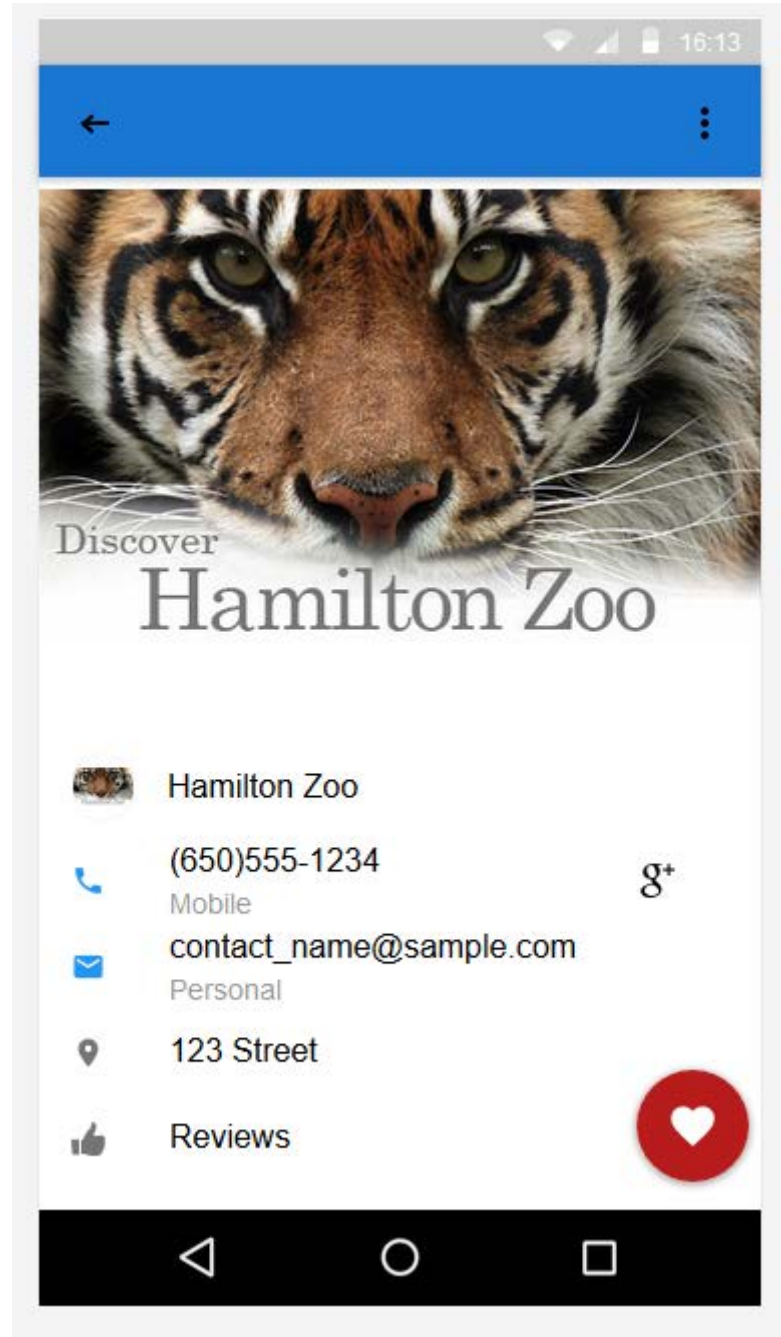 16:13
Discover
Hamilton Zoo
Hamilton Zoo
(650)555-1234
g+
Mobile
contact_name@sample.com
Personal
123 Street
Reviews